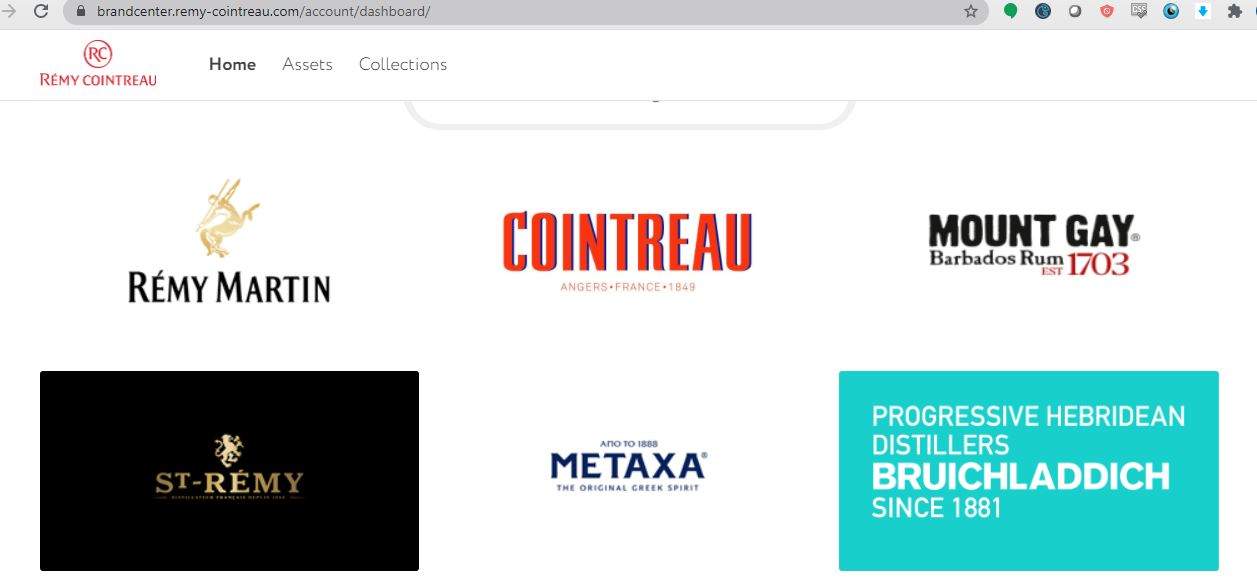 brandcenter.remy-cointreau.com/account/dashboard/
RC
RÉMY COINTREAU
Home Assets Collections
RÉMY MARTIN
COINTREAU
ANGERS•FRANCE•1849
MOUNT GAY®
Barbados Rum
EST 1703
ST-RÉMY
ΑΠΟ ΤΟ 1888
METAXA®
THE ORIGINAL GREEK SPIRIT
PROGRESSIVE HEBRIDEAN
DISTILLERS
BRUICHLADDICH
SINCE 1881